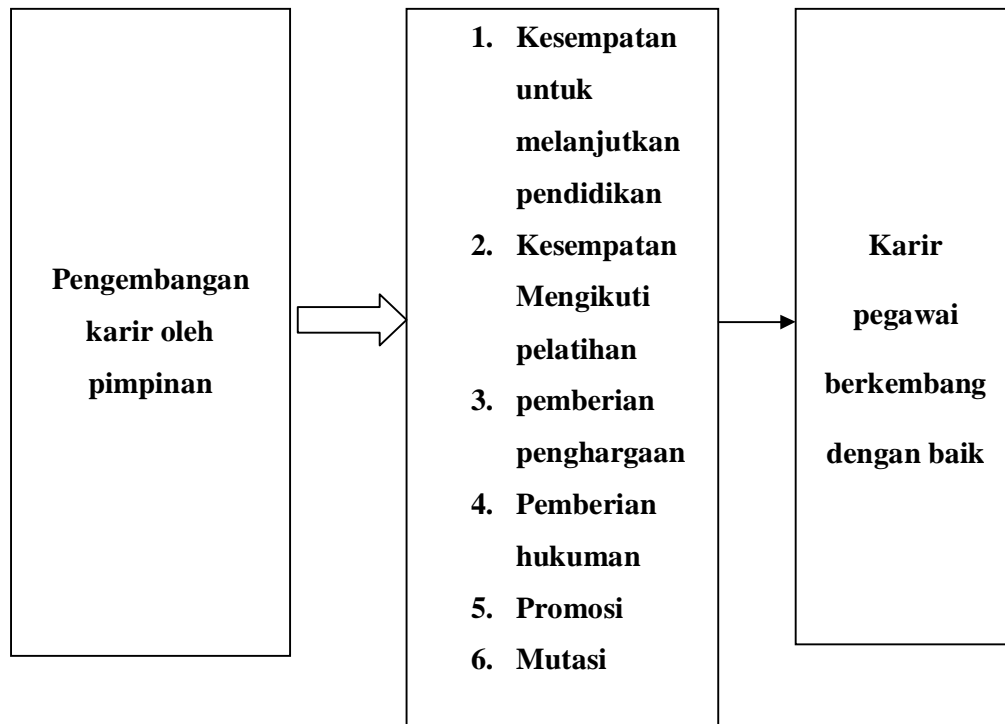 Pengembangan
karir oleh
pimpinan
1. Kesempatan
untuk
melanjutkan
pendidikan
2. Kesempatan
Mengikuti
pelatihan
3. pemberian
penghargaan
4. Pemberian
hukuman
5. Promosi
6. Mutasi
Karir
pegawai
berkembang
dengan baik